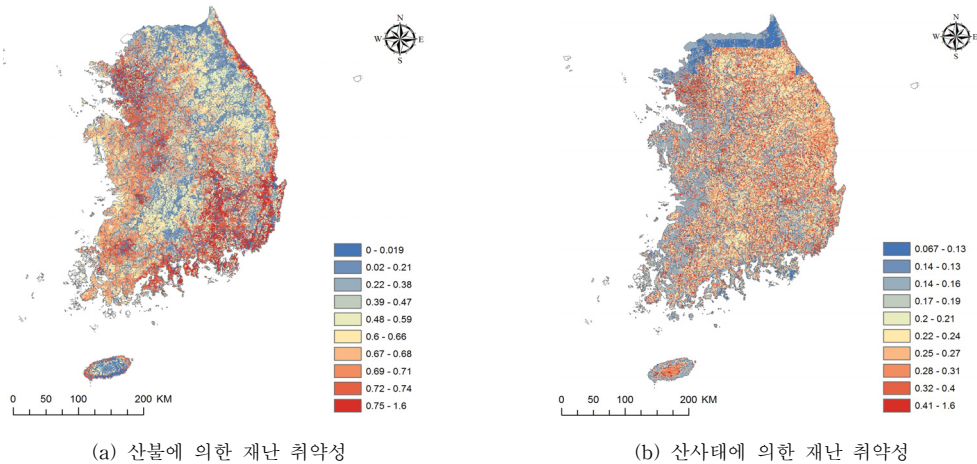 N
W E
S
0 - 0.019
0.02 - 0.21
0.22 - 0.38
0.39 - 0.47
0.48 - 0.59
0.6 - 0.66
0.67 - 0.68
0.69 - 0.71
0.72 - 0.74
0.75 - 1.6
0 100 200 KM
(a) 산불에 의한 재난 취약성
N
W E
S
0.067 - 0.13
0.14 - 0.13
0.14 - 0.16
0.17 - 0.19
0.2 - 0.21
0.22 - 0.24
0.25 - 0.27
0.28 - 0.31
0.32 - 0.4
0.41 - 1.6
0 100 200 KM
(b) 산사태에 의한 재난 취약성